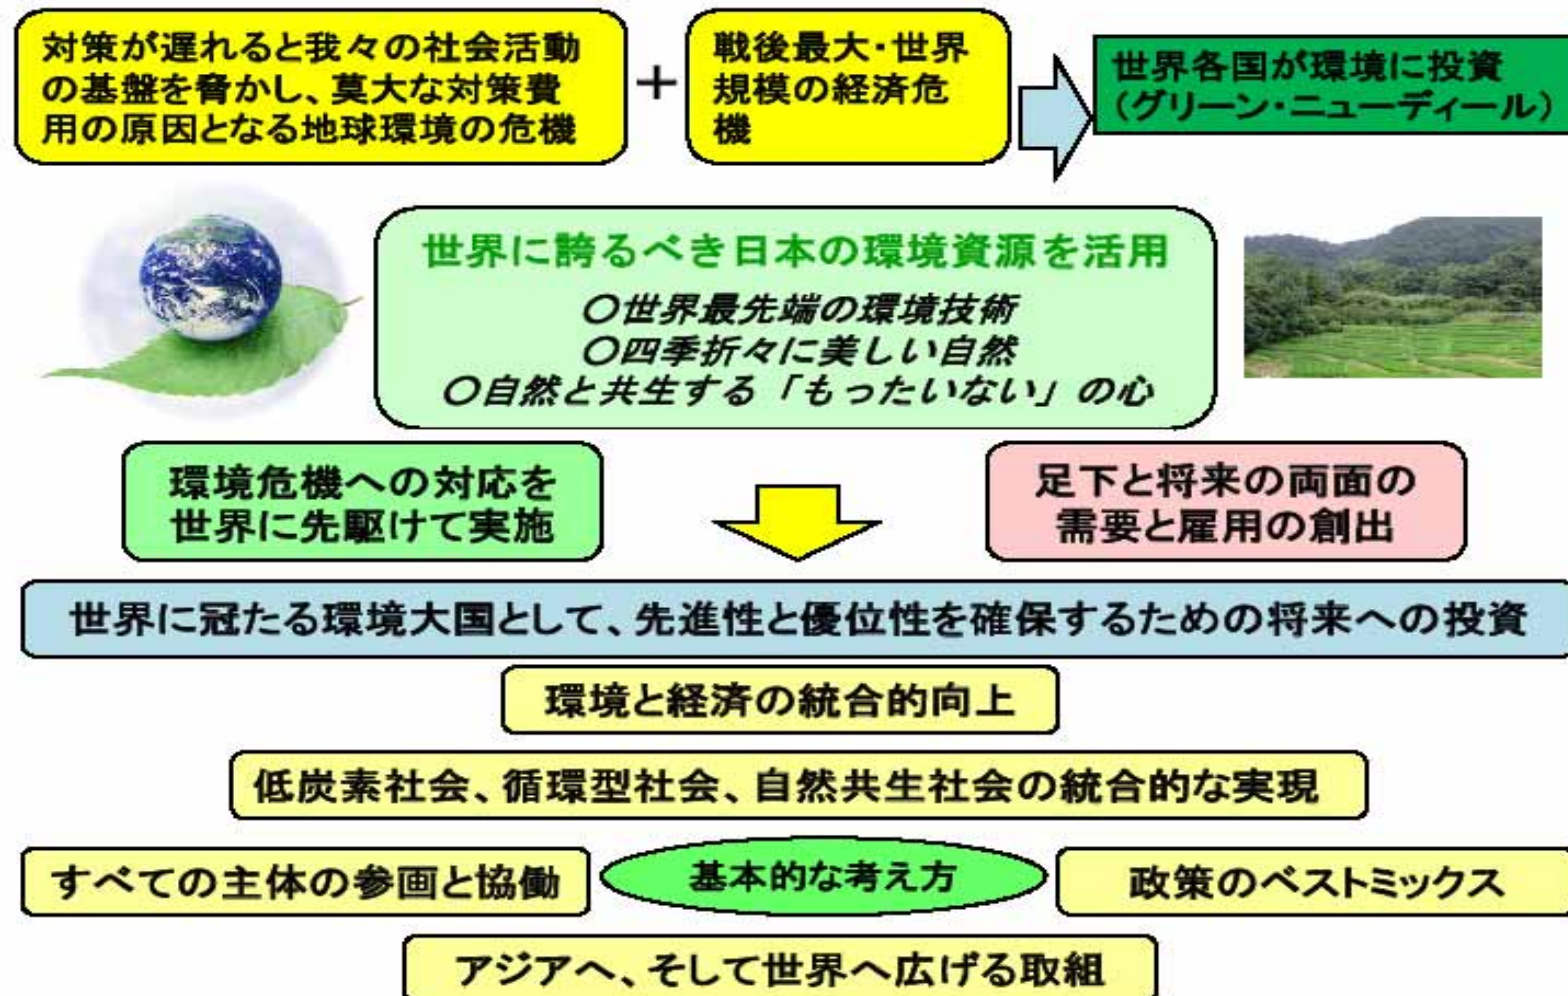 対策が遅れると我々の社会活動
の基盤を脅かし、莫大な対策費
用の原因となる地球環境の危機
＋
戦後最大・世界
規模の経済危
機
世界各国が環境に投資
（グリーン・ニューディール）
世界に誇るべき日本の環境資源を活用
○世界最先端の環境技術
○四季折々に美しい自然
○自然と共生する「もったいない」の心
環境危機への対応を
世界に先駆けて実施
足下と将来の両面の
需要と雇用の創出
世界に冠たる環境大国として、先進性と優位性を確保するための将来への投資
環境と経済の統合的向上
低炭素社会、循環型社会、自然共生社会の統合的な実現
すべての主体の参画と協働
基本的な考え方
政策のベストミックス
アジアへ、そして世界へ広げる取組